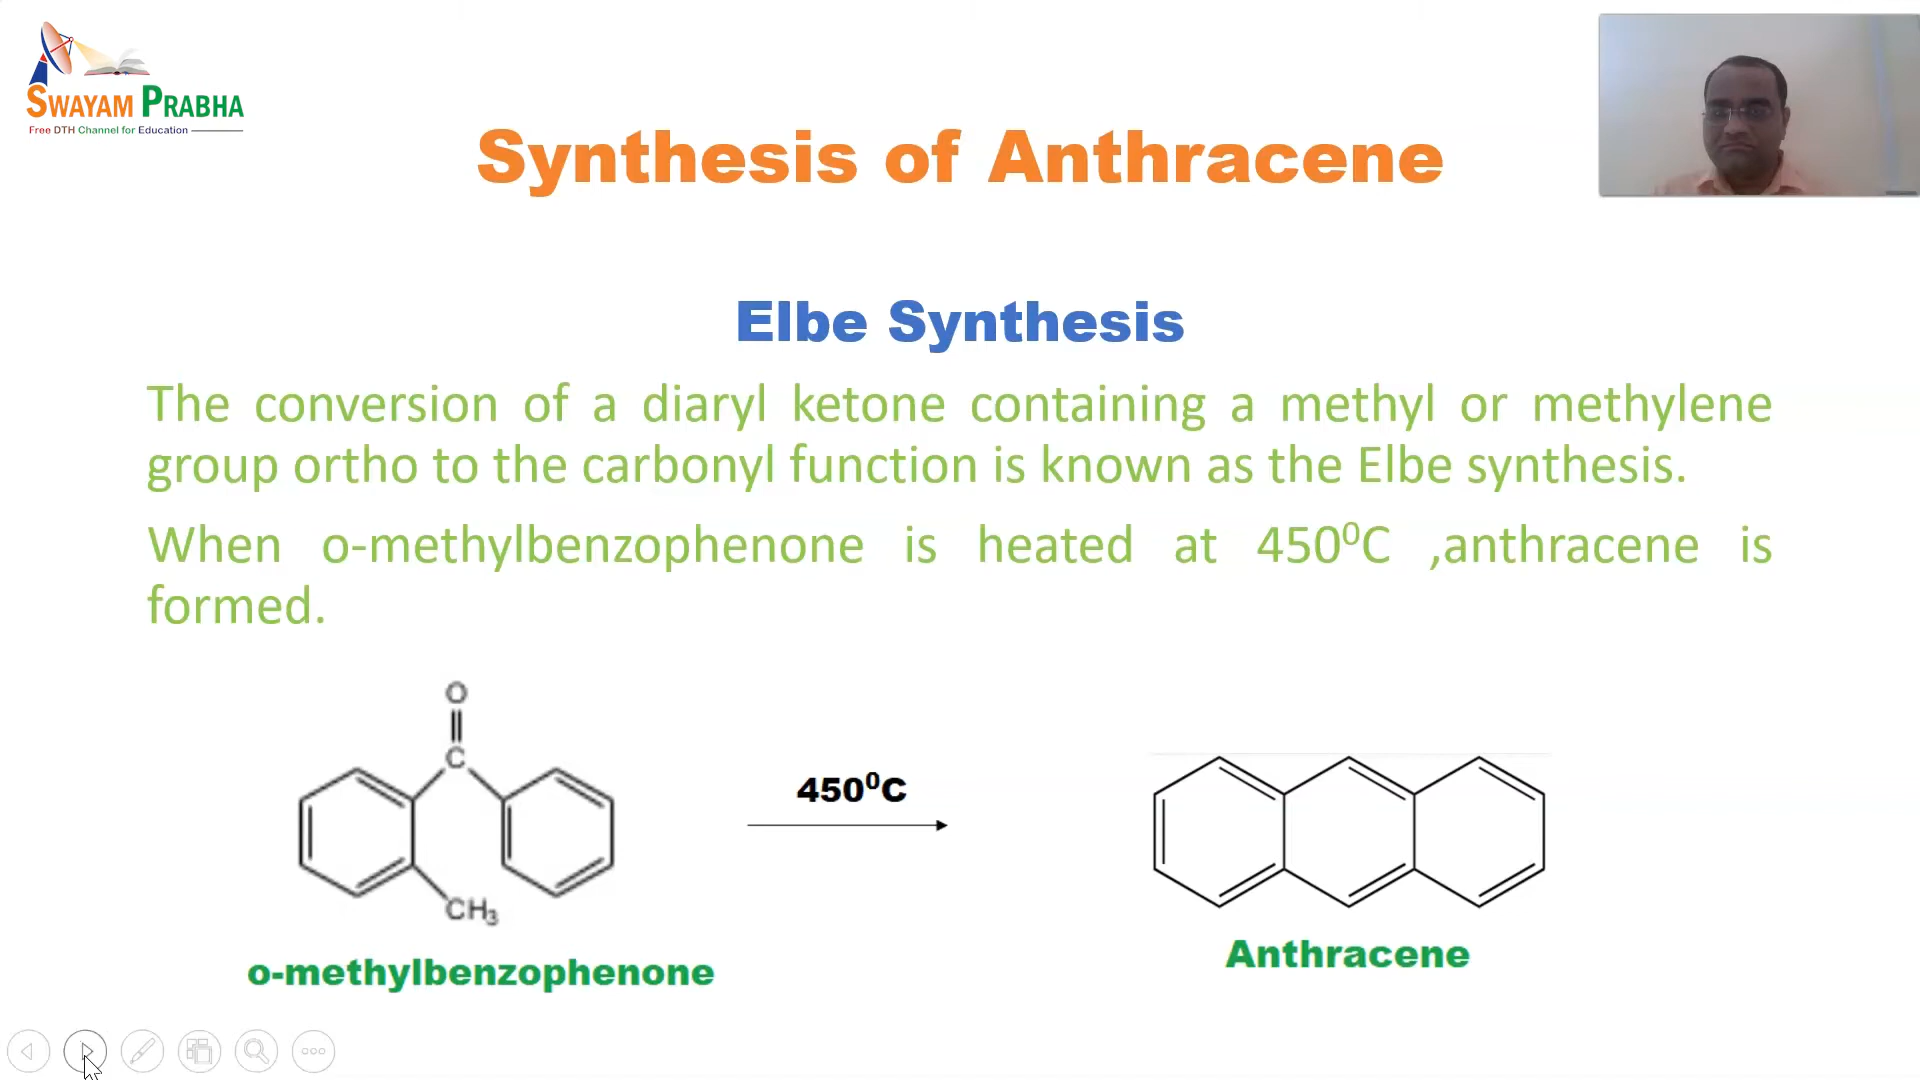 SWAYAM PRABHA
Free DTH Channel for Education
Synthesis of Anthracene
Elbe Synthesis
The conversion of a diaryl ketone containing a methyl or methylene
group ortho to the carbonyl function is known as the Elbe synthesis.
When o-methylbenzophenone is heated at 450⁰C ,anthracene is
formed.
O
C
CH₃
450⁰C
o-methylbenzophenone
Anthracene